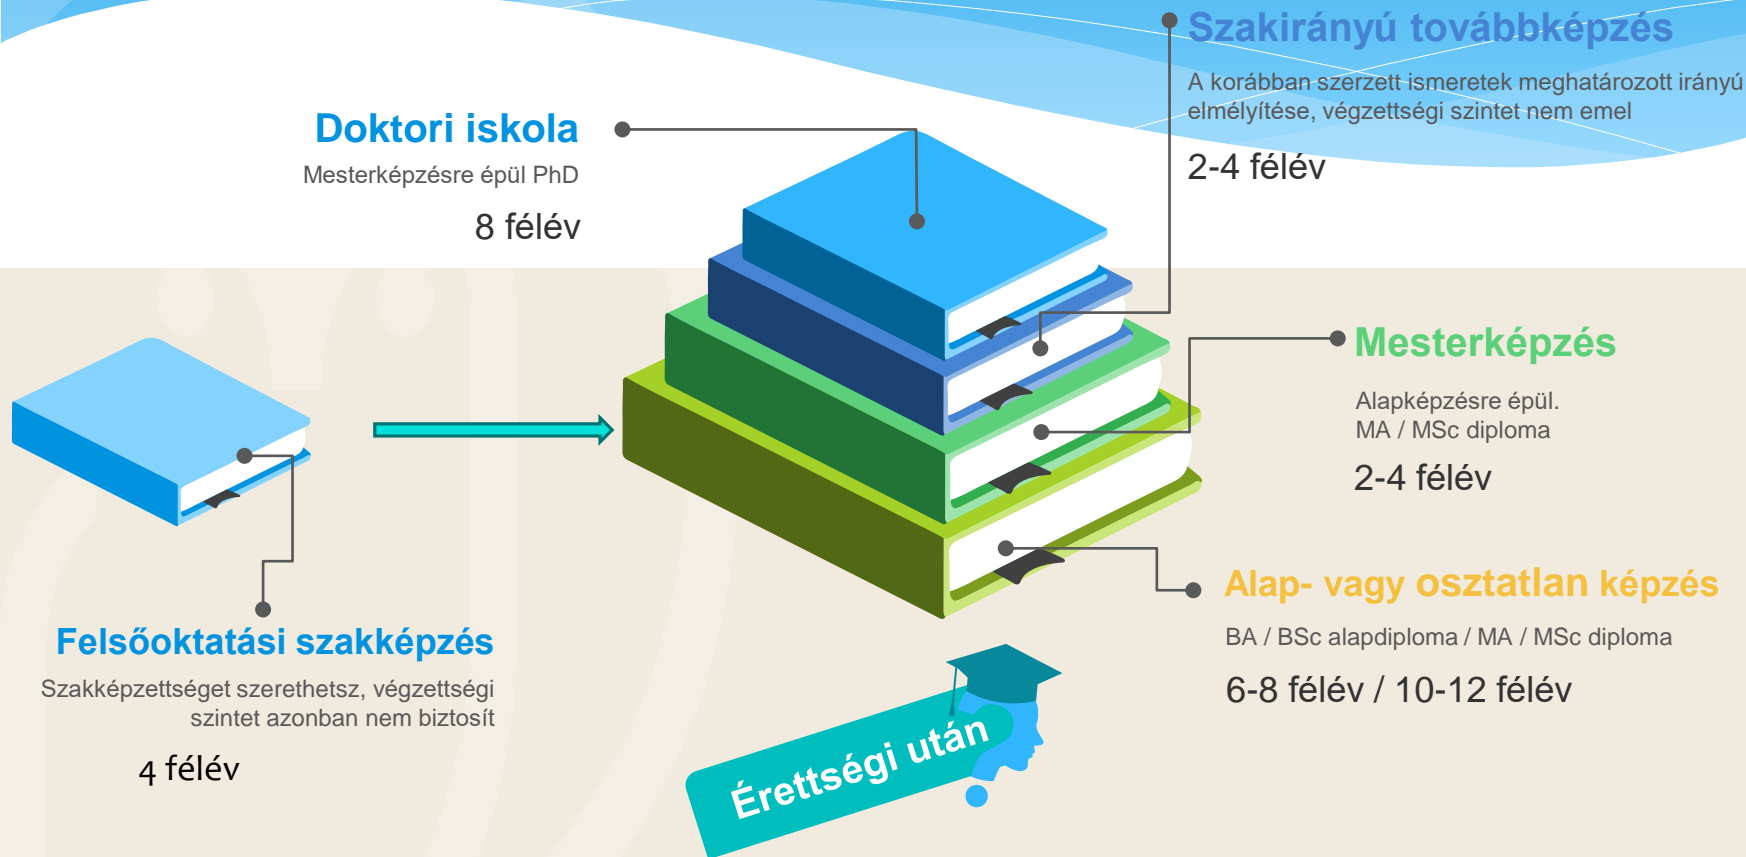 Szakirányú továbbképzés
A korábban szerzett ismeretek meghatározott irányú
elmélyítése, végzettségi szintet nem emel
2-4 félév
Doktori iskola
Mesterképzésre épül PhD
8 félév
Mesterképzés
Alapképzésre épül.
MA / MSc diploma
2-4 félév
Alap- vagy osztatlan képzés
BA / BSc alapdiploma / MA / MSc diploma
6-8 félév / 10-12 félév
Felsőoktatási szakképzés
Szakképzettséget szerethetsz, végzettségi
szintet azonban nem biztosít
4 félév
Érettségi után